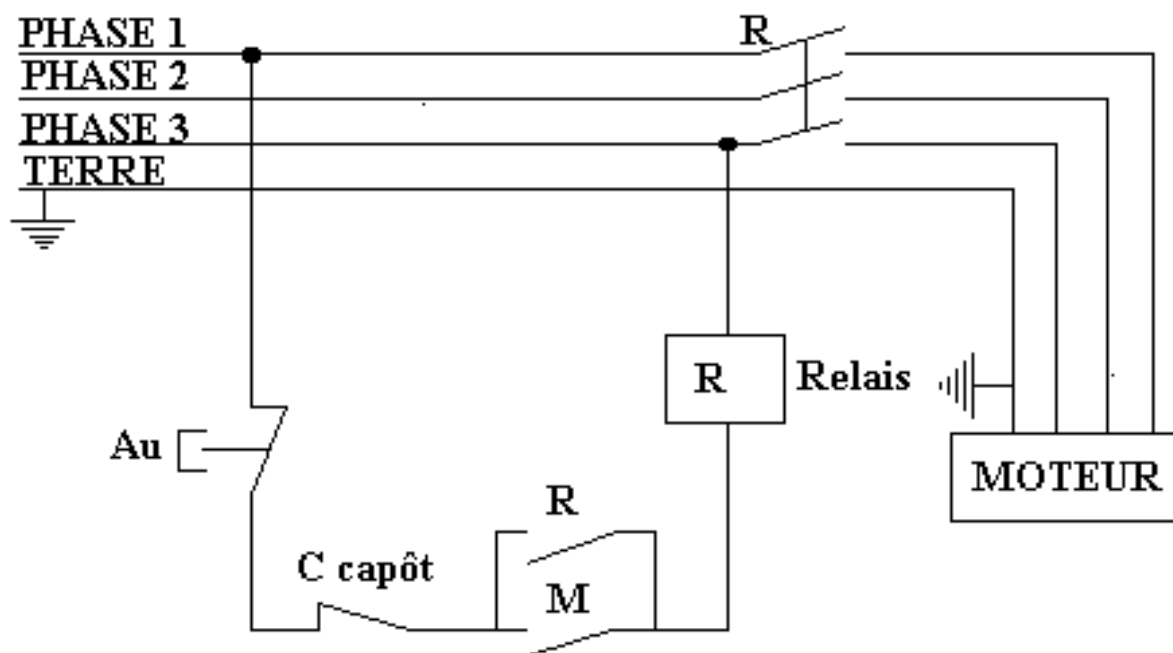 PHASE 1
R
PHASE 2
PHASE 3
TERRE
R
Relais
Au
MOTEUR
R
C capôt
M